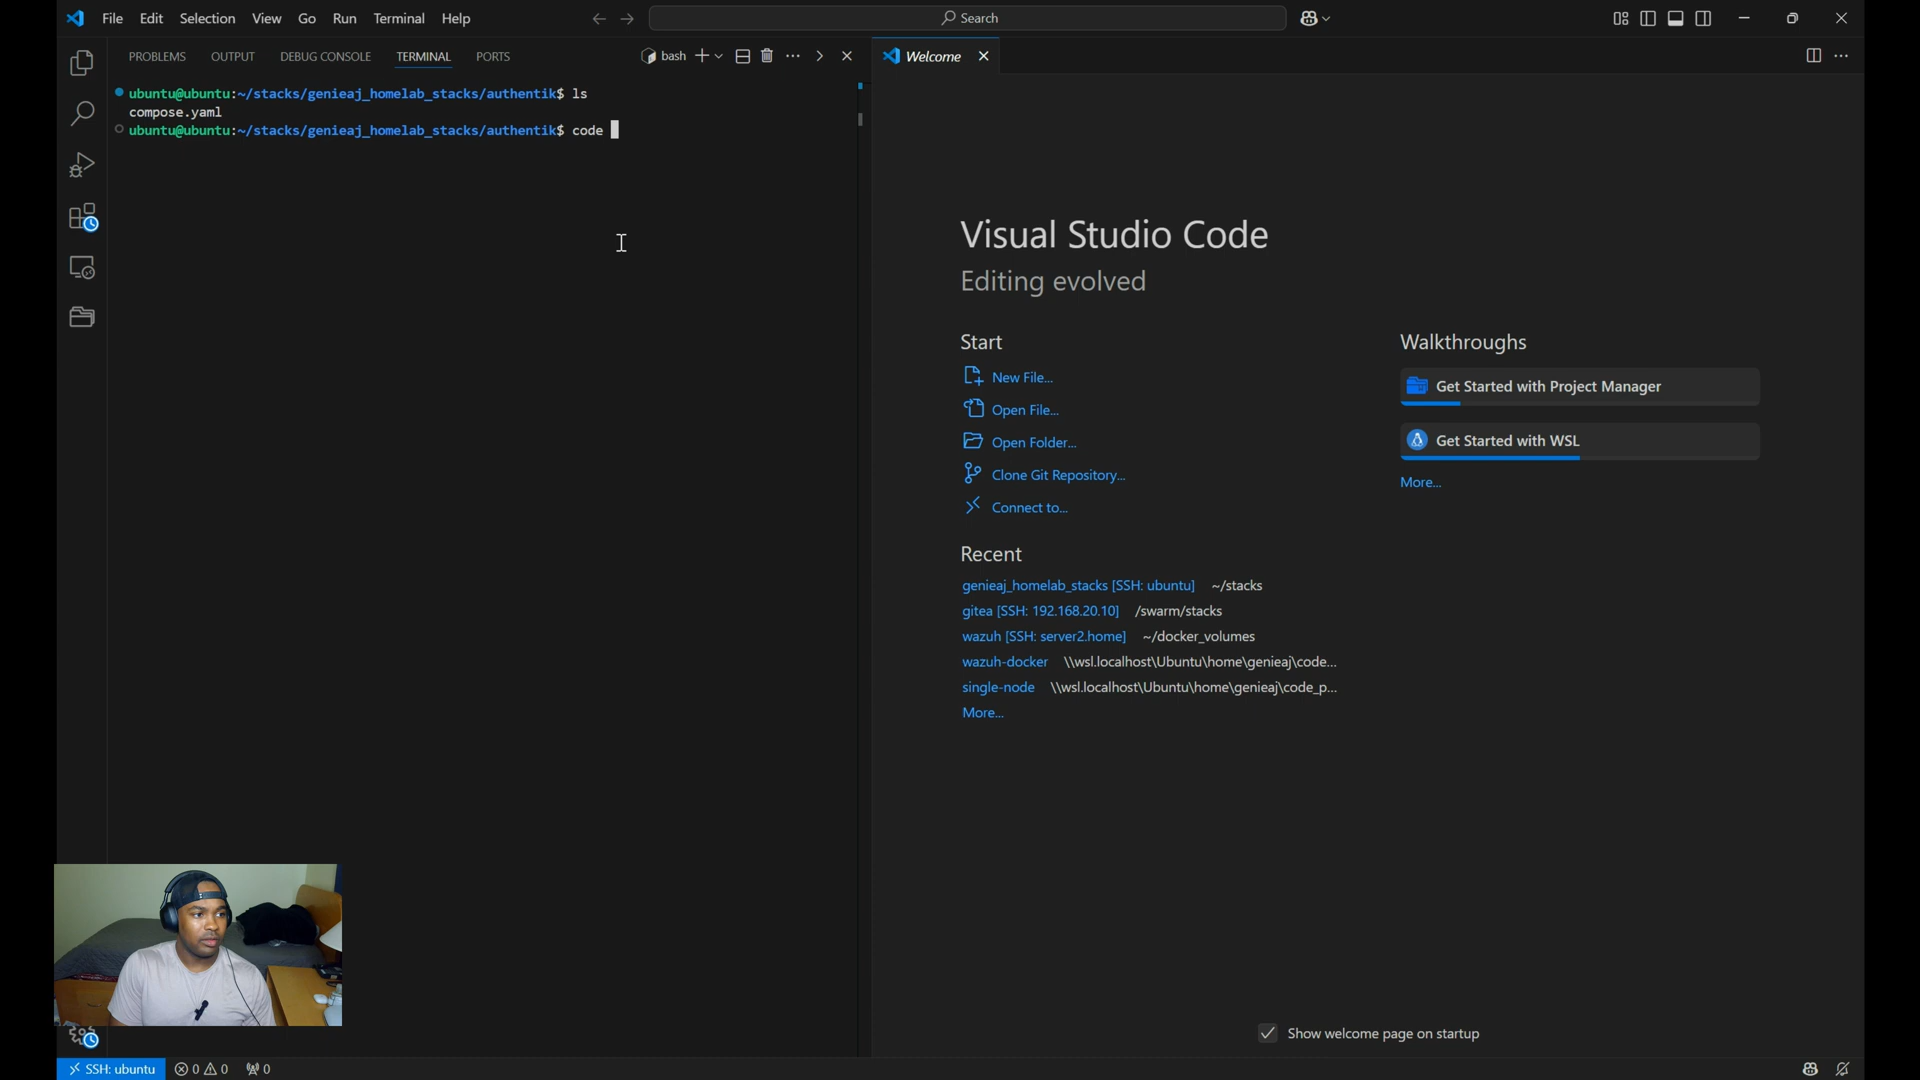 File Edit Selection View Go Run Terminal Help
Search
PROBLEMS OUTPUT DEBUG CONSOLE TERMINAL PORTS
bash
Welcome
ubuntu@ubuntu:~/stacks/genieaj_homelab_stacks/authentik$ ls
compose.yaml
ubuntu@ubuntu:~/stacks/genieaj_homelab_stacks/authentik$ code
Visual Studio Code
Editing evolved
Start
New File...
Open File...
Open Folder...
Clone Git Repository...
Connect to...
Recent
genieaj_homelab_stacks [SSH: ubuntu] ~/stacks
gitea [SSH: 192.168.20.10] /swarm/stacks
wazuh [SSH: server2.home] ~/docker_volumes
wazuh-docker \\wsl.localhost\Ubuntu\home\genieaj\code...
single-node \\wsl.localhost\Ubuntu\home\genieaj\code_p...
More...
Walkthroughs
Get Started with Project Manager
Get Started with WSL
More...
Show welcome page on startup
SSH: ubuntu 0 0 0